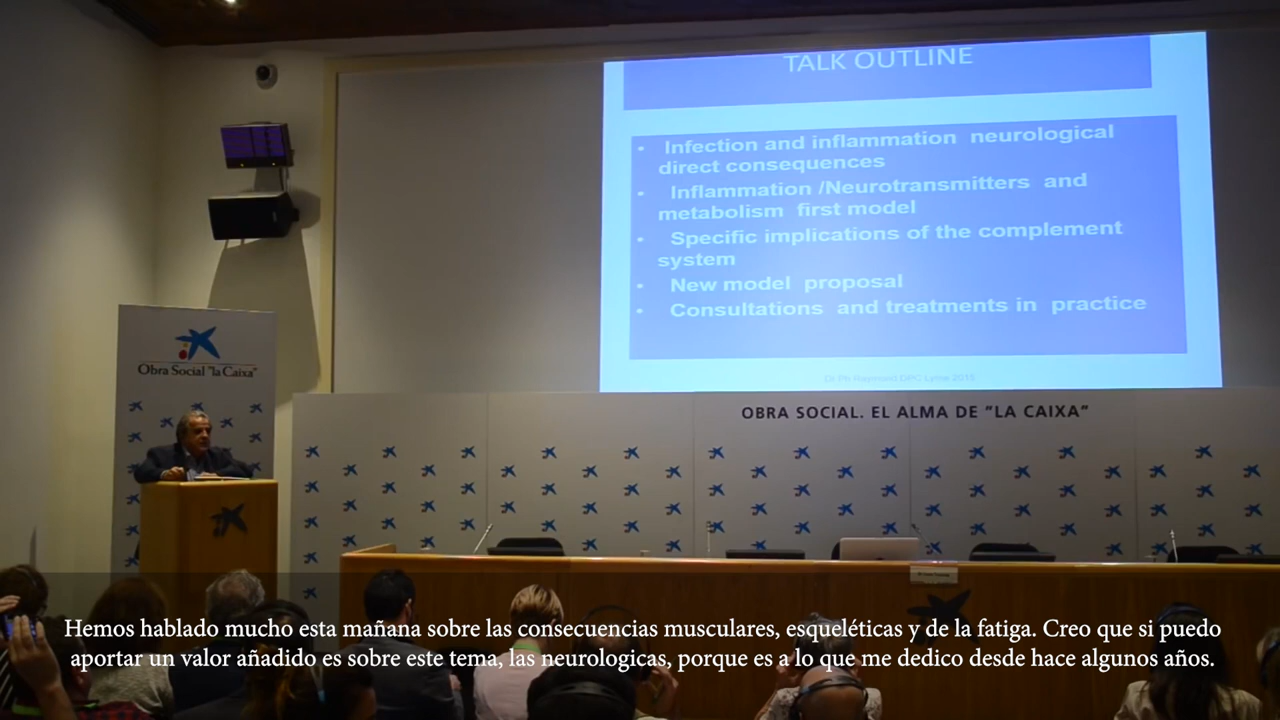 TALK OUTLINE
• Infection and inflammation neurological
direct consequences
• Inflammation /Neurotransmitters and
metabolism first model
• Specific implications of the complement
system
• New model proposal
• Consultations and treatments in practice
Obra Social "la Caixa"
OBRA SOCIAL. EL ALMA DE "LA CAIXA"
Hemos hablado mucho esta mañana sobre las consecuencias musculares, esqueléticas y de la fatiga. Creo que si puedo
aportar un valor añadido es sobre este tema, las neurologicas, porque es a lo que me dedico desde hace algunos años.